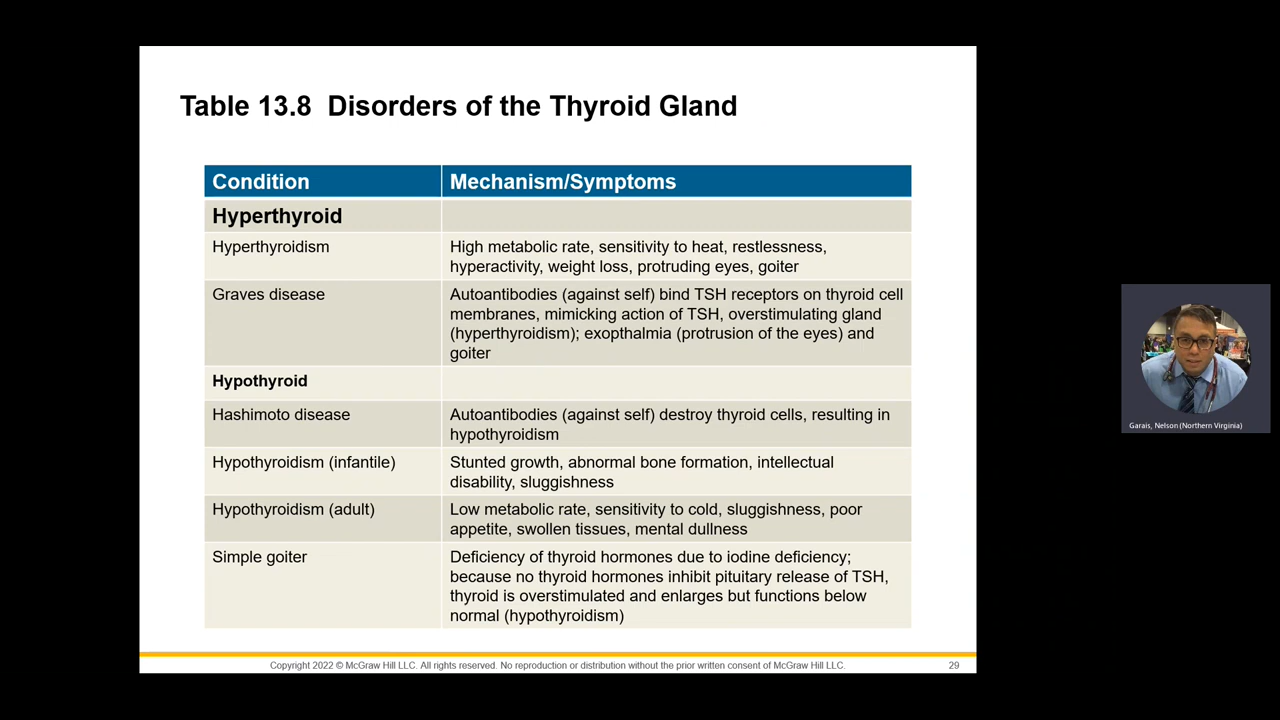 Table 13.8 Disorders of the Thyroid Gland
Condition
Mechanism/Symptoms
Hyperthyroid
Hyperthyroidism
High metabolic rate, sensitivity to heat, restlessness,
hyperactivity, weight loss, protruding eyes, goiter
Graves disease
Autoantibodies (against self) bind TSH receptors on thyroid cell
membranes, mimicking action of TSH, overstimulating gland
(hyperthyroidism); exopthalmia (protrusion of the eyes) and
goiter
Hypothyroid
Hashimoto disease
Autoantibodies (against self) destroy thyroid cells, resulting in
hypothyroidism
Hypothyroidism (infantile)
Stunted growth, abnormal bone formation, intellectual
disability, sluggishness
Hypothyroidism (adult)
Low metabolic rate, sensitivity to cold, sluggishness, poor
appetite, swollen tissues, mental dullness
Simple goiter
Deficiency of thyroid hormones due to iodine deficiency;
because no thyroid hormones inhibit pituitary release of TSH,
thyroid is overstimulated and enlarges but functions below
normal (hypothyroidism)
Copyright 2022 © McGraw Hill LLC. All rights reserved. No reproduction or distribution without the prior written consent of McGraw Hill LLC.
29
Garais, Nelson (Northern Virginia)